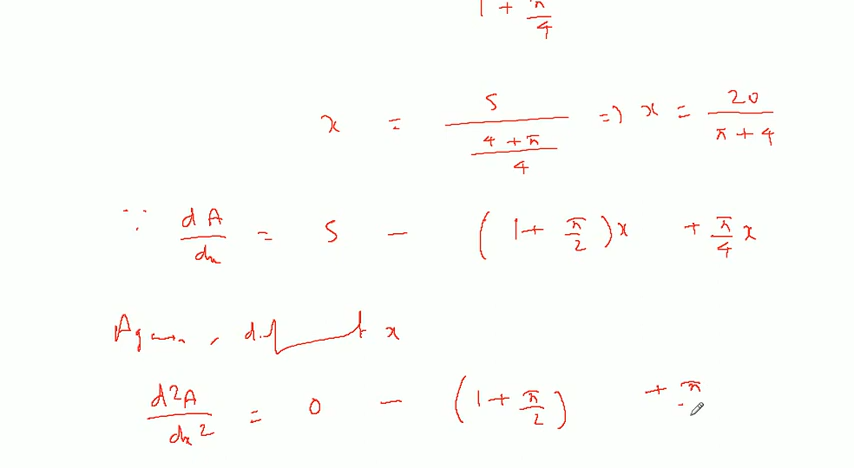 1 + π/4
x = 5 / ((4 + π)/4) => x = 20/(π + 4)
∵ dA/dx = 5 - (1 + π/2)x + π/4 x
Again, diff x
d²A/dx² = 0 - (1 + π/2) + π